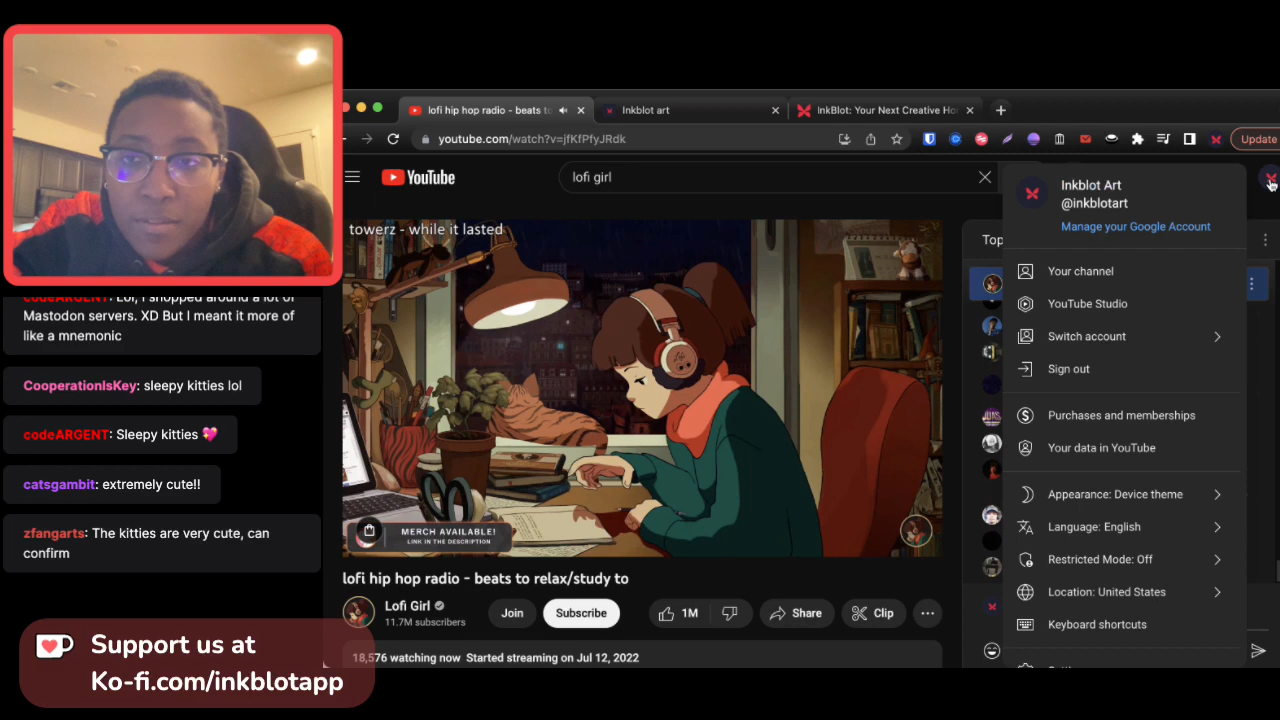 lofi hip hop radio - beats to
Inkblot art
InkBlot: Your Next Creative Ho
youtube.com/watch?v=jfKfPfyJRdk
Update
YouTube
lofi girl
towerz - while it lasted
MERCH AVAILABLE!
LINK IN THE DESCRIPTION
lofi hip hop radio - beats to relax/study to
Lofi Girl
11.7M subscribers
Join
Subscribe
1M
Share
Clip
18,576 watching now Started streaming on Jul 12, 2022
Top
Inkblot Art
@inkblotart
Manage your Google Account
Your channel
YouTube Studio
Switch account
Sign out
Purchases and memberships
Your data in YouTube
Appearance: Device theme
Language: English
Restricted Mode: Off
Location: United States
Keyboard shortcuts
codeARGENT: Lol, I shopped around a lot of
Mastodon servers. XD But I meant it more of
like a mnemonic
CooperationIsKey: sleepy kitties lol
codeARGENT: Sleepy kitties 💖
catsgambit: extremely cute!!
zfangarts: The kitties are very cute, can
confirm
Support us at
Ko-fi.com/inkblotapp